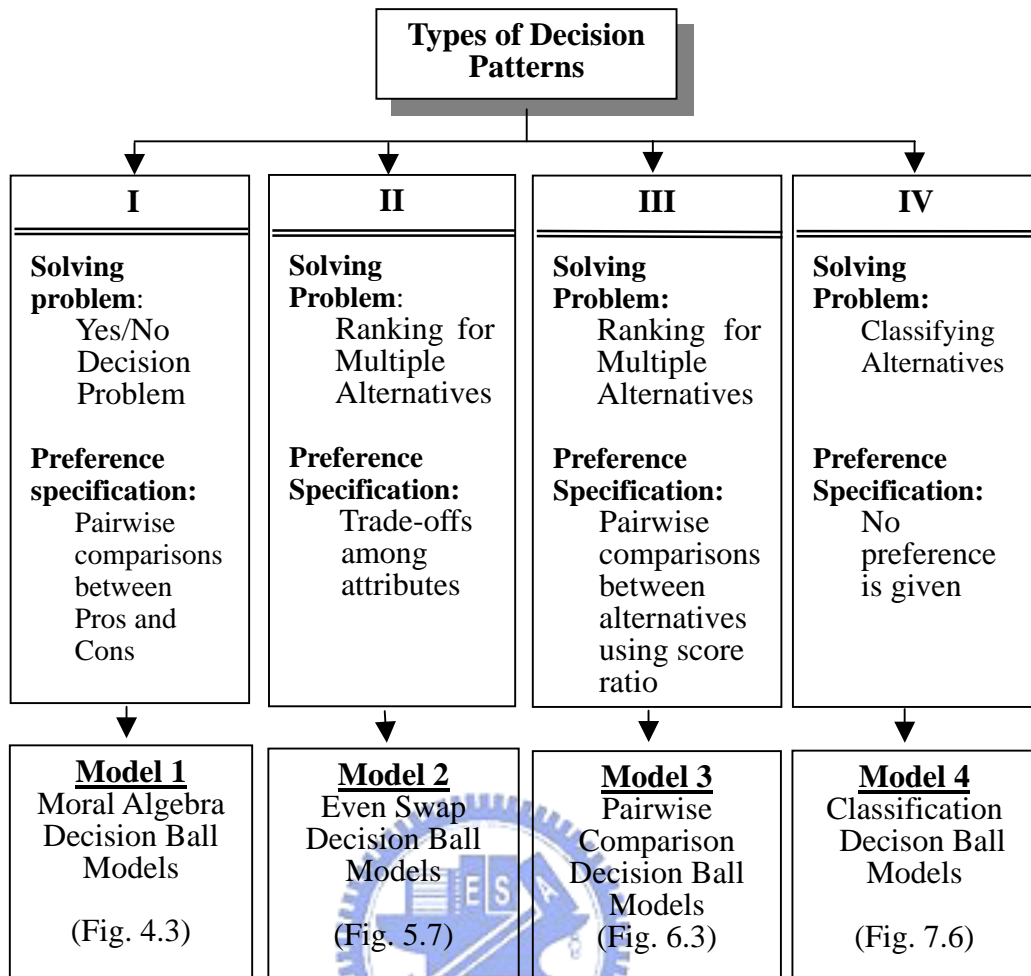 Types of Decision
Patterns
I
Solving
problem:
Yes/No
Decision
Problem
Preference
specification:
Pairwise
comparisons
between
Pros and
Cons
II
Solving
Problem:
Ranking for
Multiple
Alternatives
Preference
Specification:
Trade-offs
among
attributes
III
Solving
Problem:
Ranking for
Multiple
Alternatives
Preference
Specification:
Pairwise
comparisons
between
alternatives
using score
ratio
IV
Solving
Problem:
Classifying
Alternatives
Preference
Specification:
No
preference
is given
Model 1
Moral Algebra
Decision Ball
Models
(Fig. 4.3)
Model 2
Even Swap
Decision Ball
Models
(Fig. 5.7)
Model 3
Pairwise
Comparison
Decision Ball
Models
(Fig. 6.3)
Model 4
Classification
Decison Ball
Models
(Fig. 7.6)
E S A